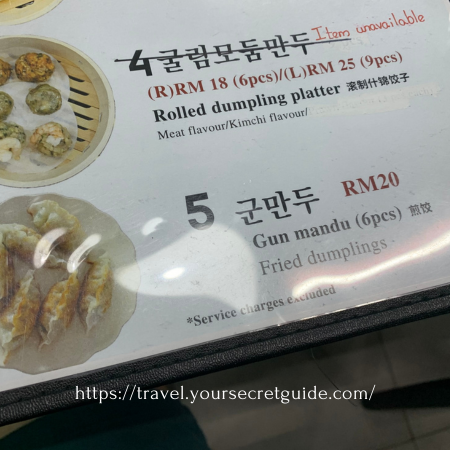 4 굴림모둠만두 Item unavailable
(R)RM 18 (6pcs)/(L)RM 25 (9pcs)
Rolled dumpling platter 滚制什锦饺子
Meat flavour/Kimchi flavour/
5 군만두 RM20
Gun mandu (6pcs) 煎饺
Fried dumplings
*Service charges excluded
https://travel.yoursecretguide.com/